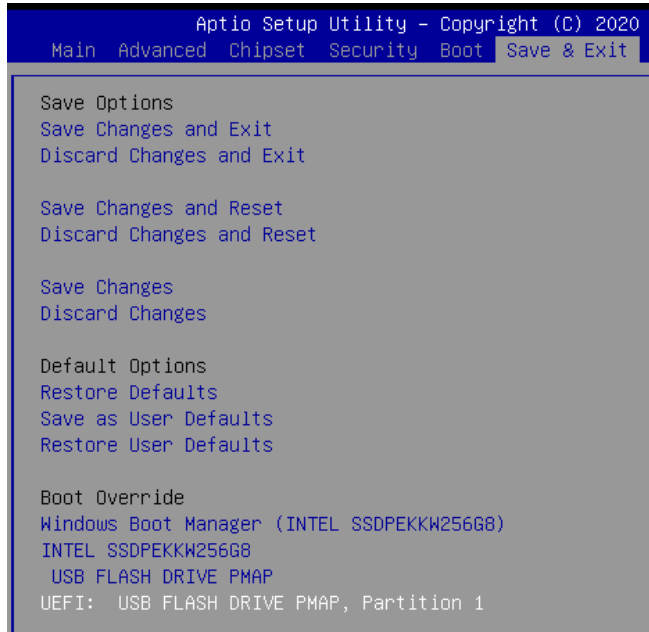 Aptio Setup Utility – Copyright (C) 2020
Main Advanced Chipset Security Boot Save & Exit
Save Options
Save Changes and Exit
Discard Changes and Exit
Save Changes and Reset
Discard Changes and Reset
Save Changes
Discard Changes
Default Options
Restore Defaults
Save as User Defaults
Restore User Defaults
Boot Override
Windows Boot Manager (INTEL SSDPEKKW256G8)
INTEL SSDPEKKW256G8
USB FLASH DRIVE PMAP
UEFI: USB FLASH DRIVE PMAP, Partition 1